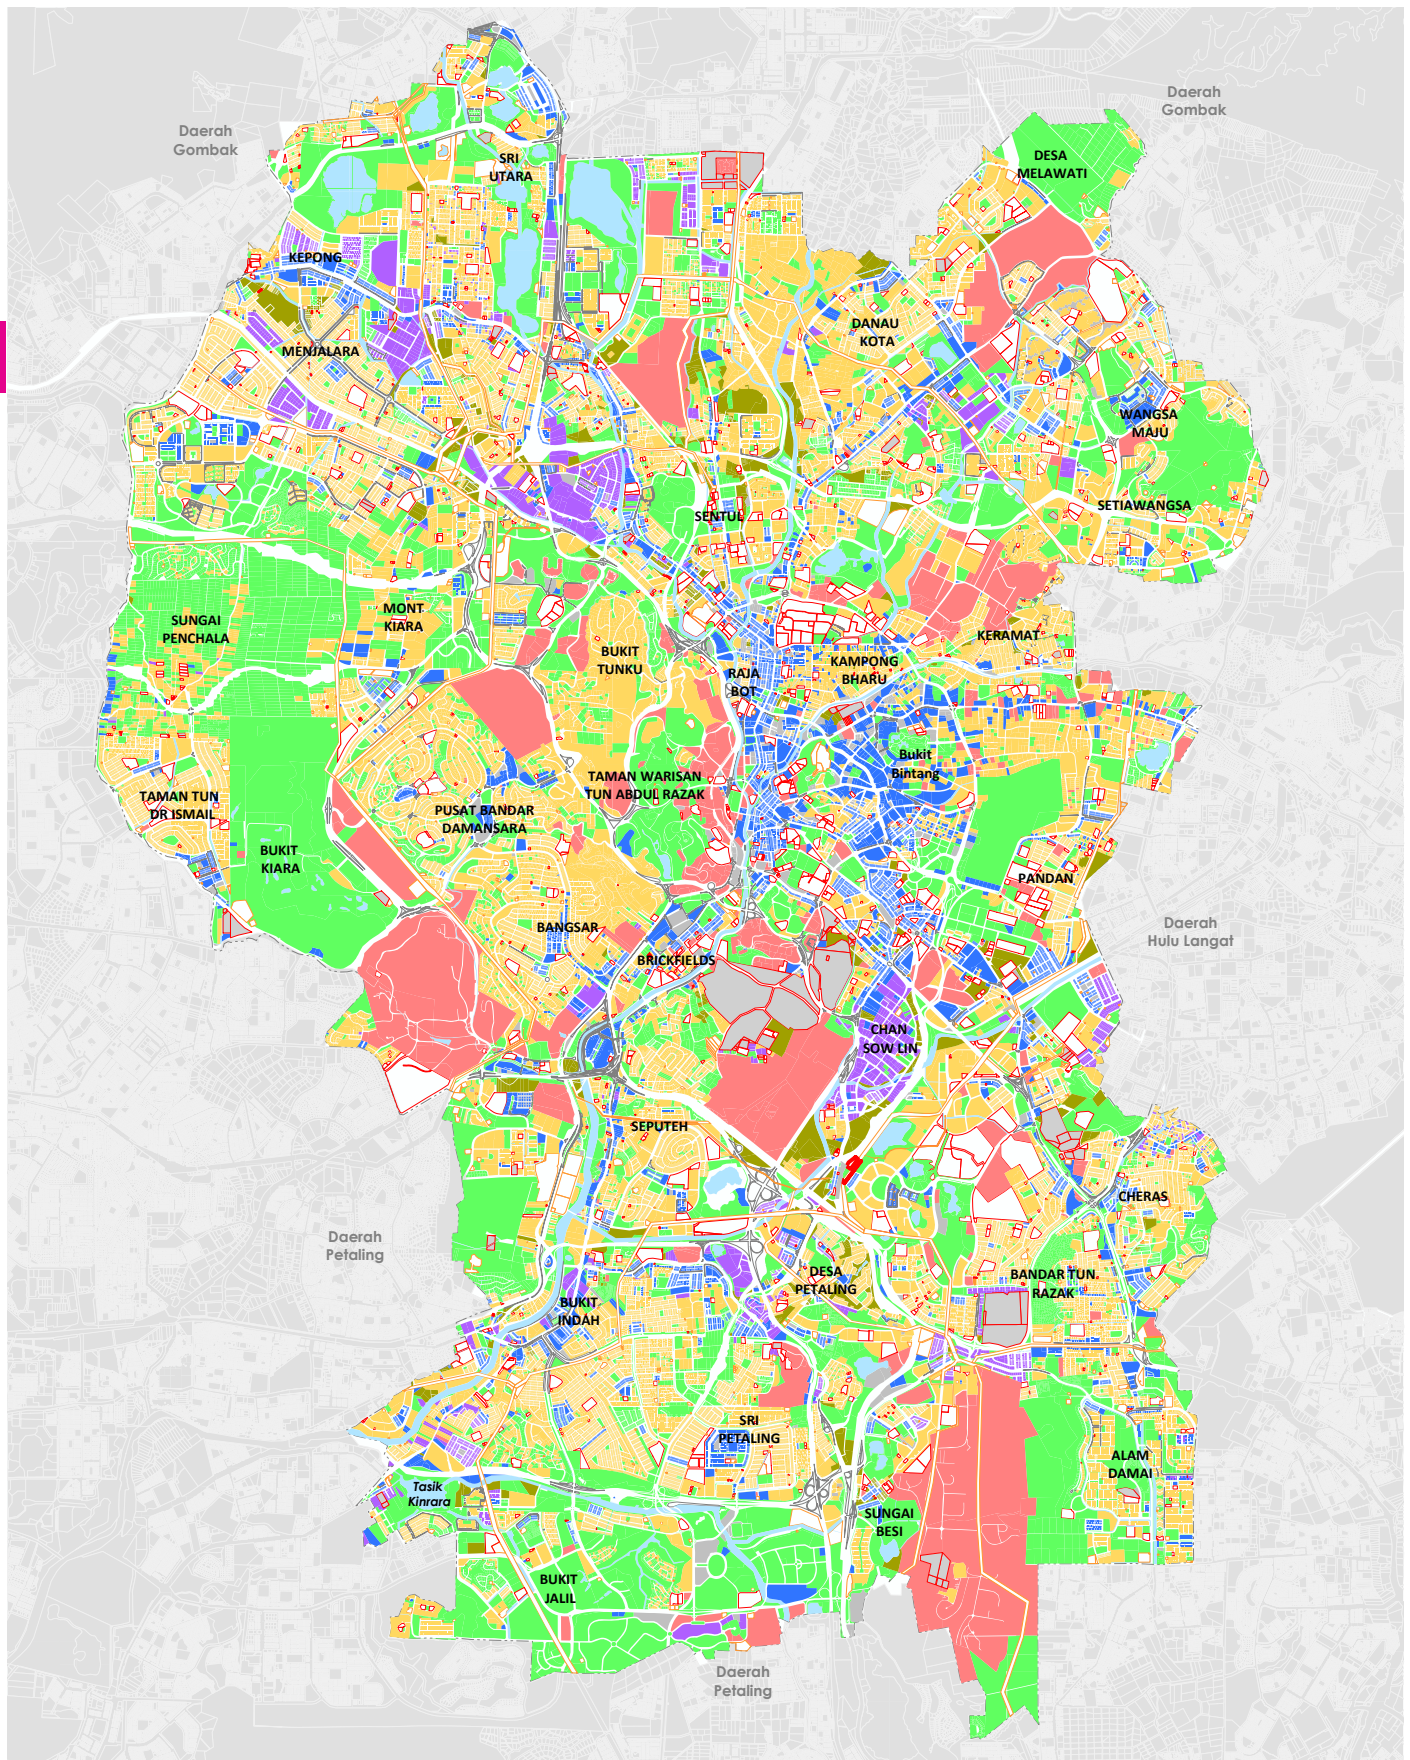 Daerah
Gombak
Daerah
Gombak
SRI
UTARA
DESA
MELAWATI
KEPONG
MENJALARA
DANAU
KOTA
WANGSA
MAJU
SETIAWANGSA
SENTUL
SUNGAI
PENCHALA
MONT
KIARA
KERAMAT
BUKIT
TUNKU
KAMPONG
BHARU
RAJA
BOT
Bukit
Bintang
TAMAN WARISAN
TUN ABDUL RAZAK
TAMAN TUN
DR ISMAIL
PUSAT BANDAR
DAMANSARA
BUKIT
KIARA
PANDAN
BANGSAR
Daerah
Hulu Langat
BRICKFIELDS
CHAN
SOW LIN
SEPUTEH
CHERAS
Daerah
Petaling
DESA
PETALING
BANDAR TUN
RAZAK
BUKIT
INDAH
SRI
PETALING
ALAM
DAMAI
Tasik
Kinrara
SUNGAI
BESI
BUKIT
JALIL
Daerah
Petaling